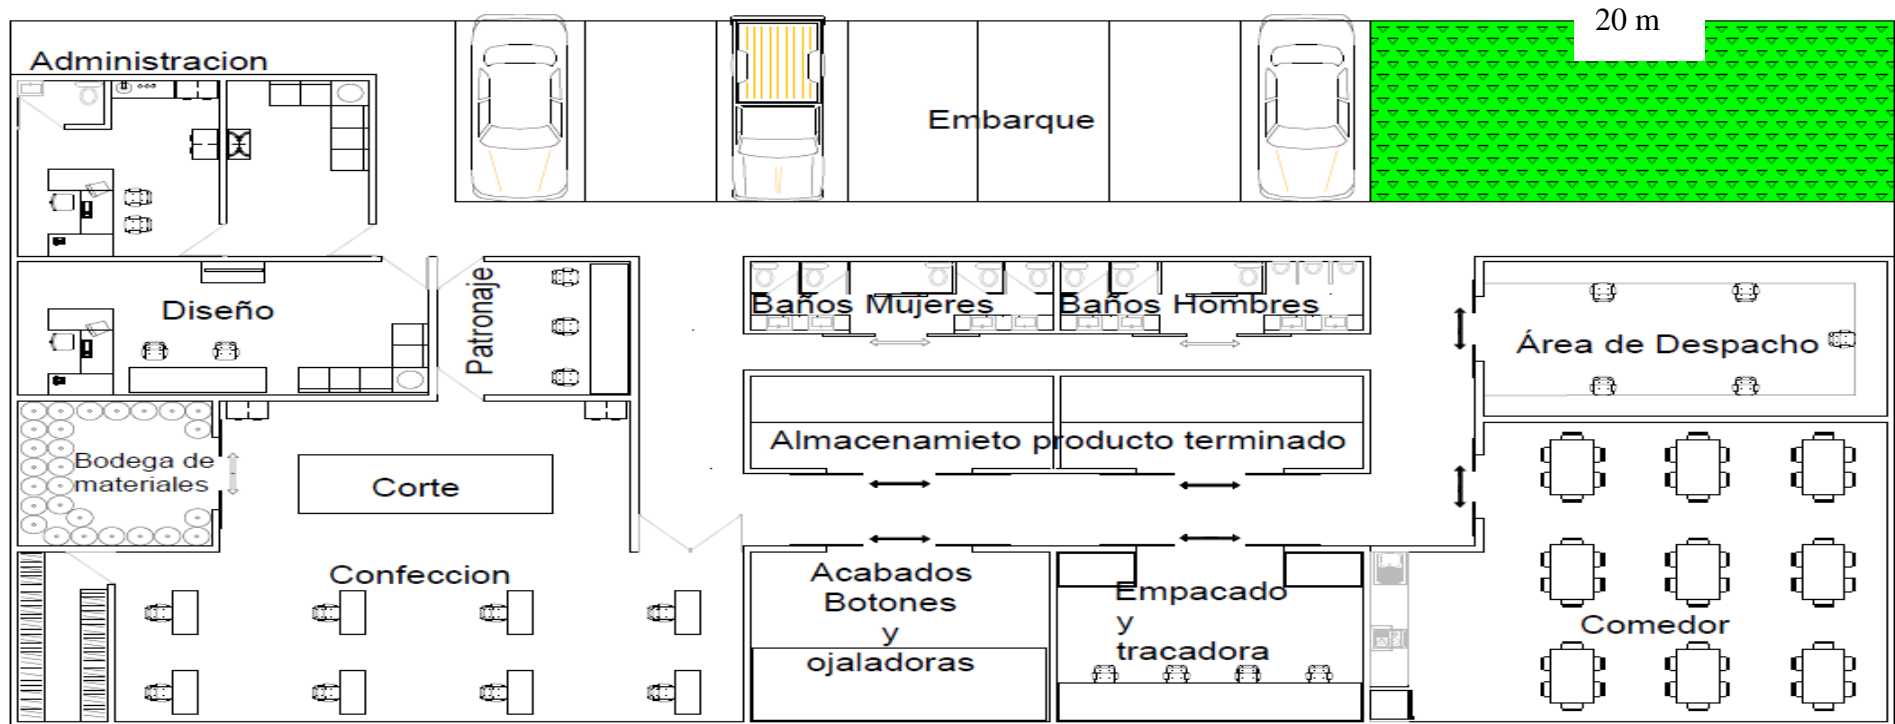 20 m
Administracion
Embarque
Diseño
Patronaje
Baños Mujeres
Baños Hombres
Área de Despacho
Almacenamieto producto terminado
Bodega de
materiales
Corte
Confeccion
Acabados
Botones
y
ojaladoras
Empacado
y
tracadora
Comedor